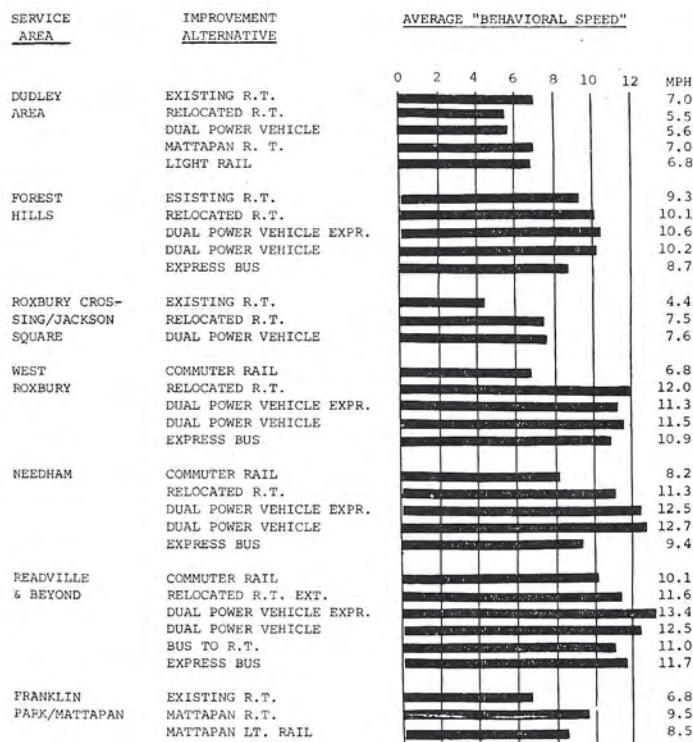 SERVICE IMPROVEMENT AVERAGE "BEHAVIORAL SPEED"
AREA ALTERNATIVE
0 2 4 6 8 10 12 MPH
DUDLEY EXISTING R.T. 7.0
AREA RELOCATED R.T. 5.5
DUAL POWER VEHICLE 5.6
MATTAPAN R. T. 7.0
LIGHT RAIL 6.8
FOREST ESISTING R.T. 9.3
HILLS RELOCATED R.T. 10.1
DUAL POWER VEHICLE EXPR. 10.6
DUAL POWER VEHICLE 10.2
EXPRESS BUS 8.7
ROXBURY CROS- EXISTING R.T. 4.4
SING/JACKSON RELOCATED R.T. 7.5
SQUARE DUAL POWER VEHICLE 7.6
WEST COMMUTER RAIL 6.8
ROXBURY RELOCATED R.T. 12.0
DUAL POWER VEHICLE EXPR. 11.3
DUAL POWER VEHICLE 11.5
EXPRESS BUS 10.9
NEEDHAM COMMUTER RAIL 8.2
RELOCATED R.T. 11.3
DUAL POWER VEHICLE EXPR. 12.5
DUAL POWER VEHICLE 12.7
EXPRESS BUS 9.4
READVILLE COMMUTER RAIL 10.1
& BEYOND RELOCATED R.T. EXT. 11.6
DUAL POWER VEHICLE EXPR. 13.4
DUAL POWER VEHICLE 12.5
BUS TO R.T. 11.0
EXPRESS BUS 11.7
FRANKLIN EXISTING R.T. 6.8
PARK/MATTAPAN MATTAPAN R.T. 9.5
MATTAPAN LT. RAIL 8.5